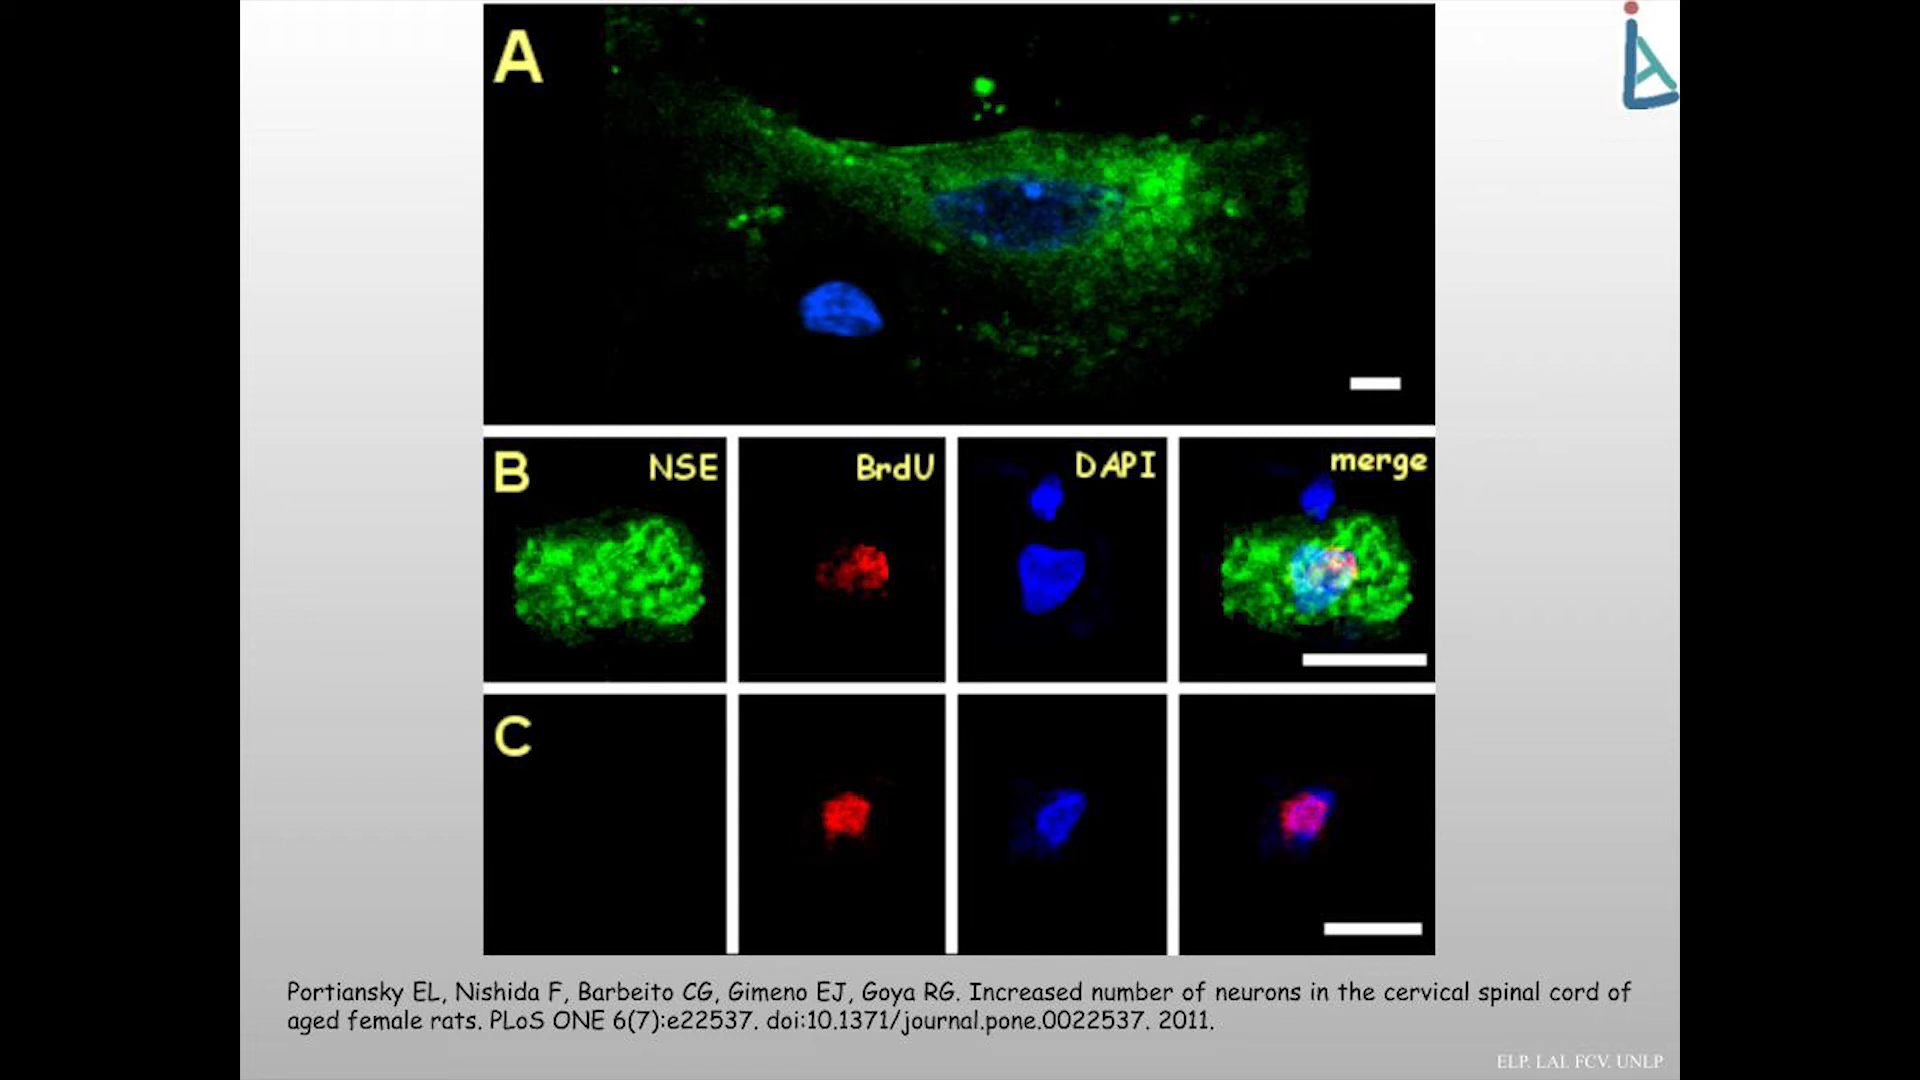 A
B
NSE
BrdU
DAPI
merge
C
Portiansky EL, Nishida F, Barbeito CG, Gimeno EJ, Goya RG. Increased number of neurons in the cervical spinal cord of
aged female rats. PLoS ONE 6(7):e22537. doi:10.1371/journal.pone.0022537. 2011.
ELP. LAI. FCV. UNLP